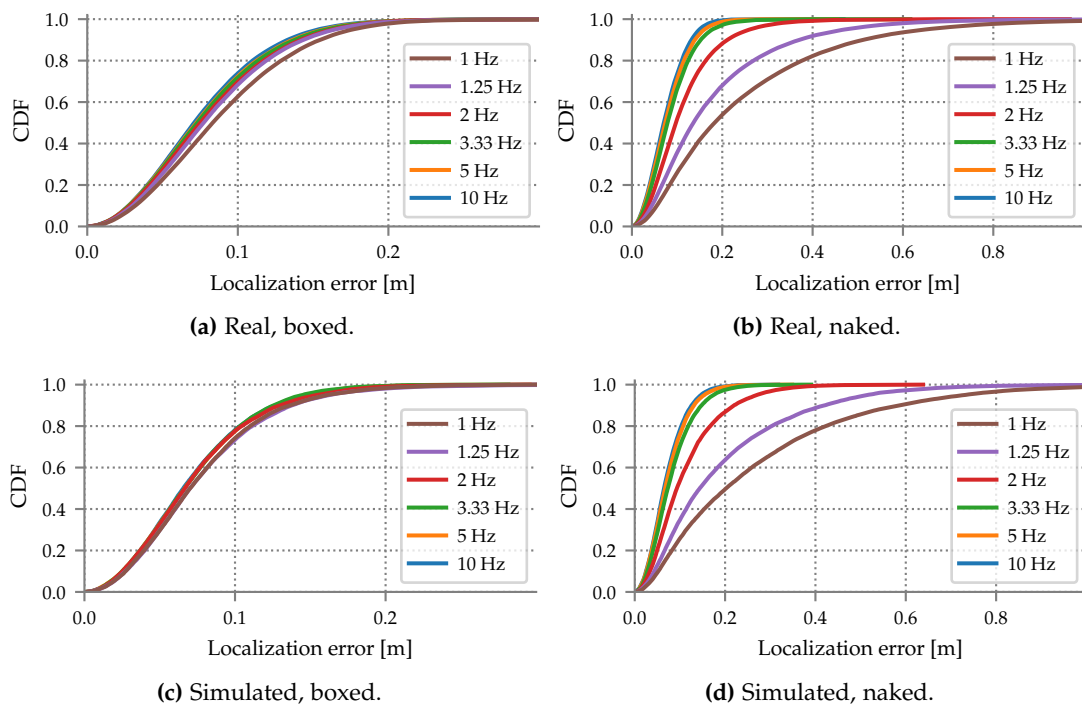 1.0
0.8
0.6
0.4
0.2
0.0
CDF
0.0 0.1 0.2
Localization error [m]
1 Hz
1.25 Hz
2 Hz
3.33 Hz
5 Hz
10 Hz
(a) Real, boxed.
1.0
0.8
0.6
0.4
0.2
0.0
CDF
0.0 0.2 0.4 0.6 0.8
Localization error [m]
1 Hz
1.25 Hz
2 Hz
3.33 Hz
5 Hz
10 Hz
(b) Real, naked.
1.0
0.8
0.6
0.4
0.2
0.0
CDF
0.0 0.1 0.2
Localization error [m]
1 Hz
1.25 Hz
2 Hz
3.33 Hz
5 Hz
10 Hz
(c) Simulated, boxed.
1.0
0.8
0.6
0.4
0.2
0.0
CDF
0.0 0.2 0.4 0.6 0.8
Localization error [m]
1 Hz
1.25 Hz
2 Hz
3.33 Hz
5 Hz
10 Hz
(d) Simulated, naked.